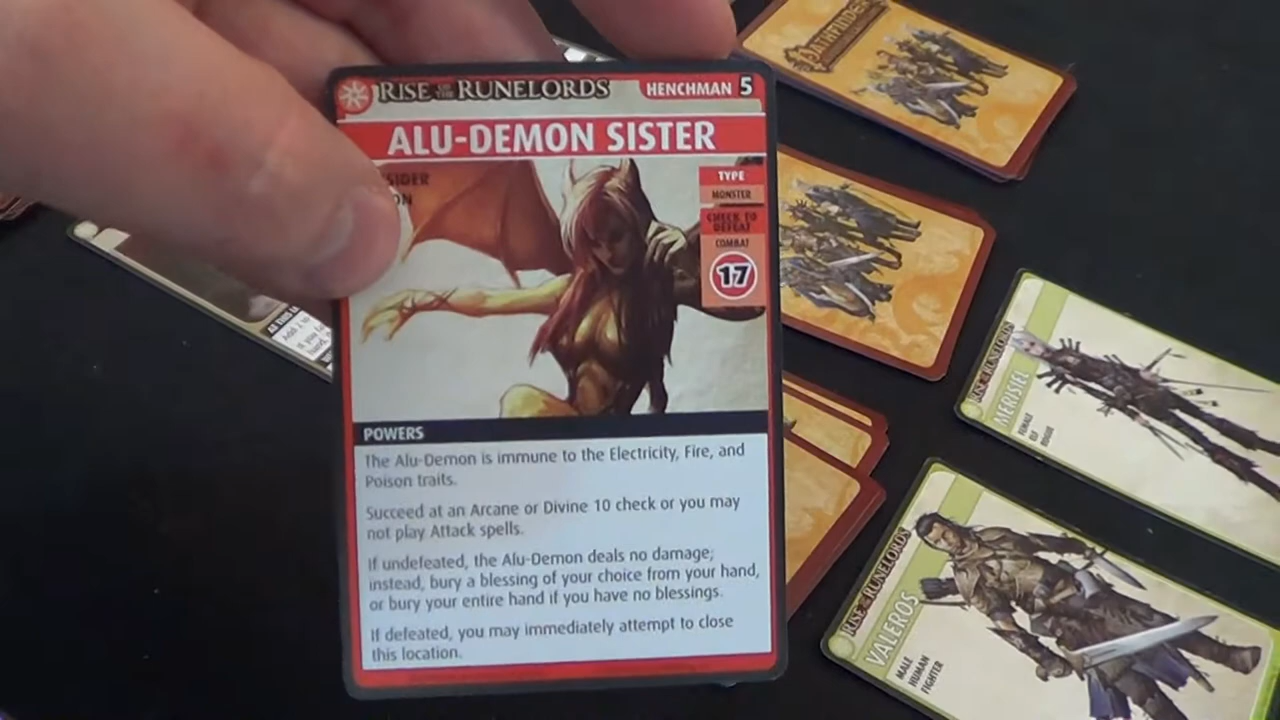 RISE OF THE RUNELORDS
HENCHMAN 5
ALU-DEMON SISTER
TYPE
MONSTER
CHECK TO
DEFEAT
COMBAT
17
POWERS
The Alu-Demon is immune to the Electricity, Fire, and
Poison traits.
Succeed at an Arcane or Divine 10 check or you may
not play Attack spells.
If undefeated, the Alu-Demon deals no damage;
instead, bury a blessing of your choice from your hand,
or bury your entire hand if you have no blessings.
If defeated, you may immediately attempt to close
this location.
PATHFINDER
RISE OF THE RUNELORDS
MERISIEL
FEMALE
ELF
ROGUE
RISE OF THE RUNELORDS
VALEROS
MALE
HUMAN
FIGHTER